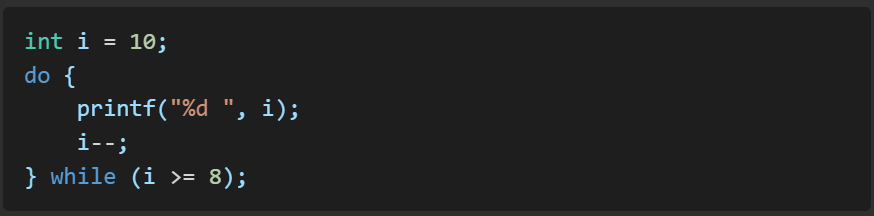 int i = 10;
do {
    printf("%d ", i);
    i--;
} while (i >= 8);